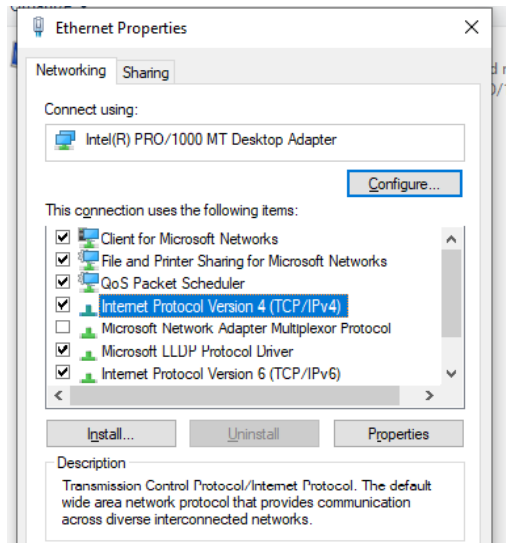 Ethernet Properties
Networking Sharing
Connect using:
Intel(R) PRO/1000 MT Desktop Adapter
Configure...
This connection uses the following items:
Client for Microsoft Networks
File and Printer Sharing for Microsoft Networks
QoS Packet Scheduler
Internet Protocol Version 4 (TCP/IPv4)
Microsoft Network Adapter Multiplexor Protocol
Microsoft LLDP Protocol Driver
Internet Protocol Version 6 (TCP/IPv6)
Install... Uninstall Properties
Description
Transmission Control Protocol/Internet Protocol. The default
wide area network protocol that provides communication
across diverse interconnected networks.